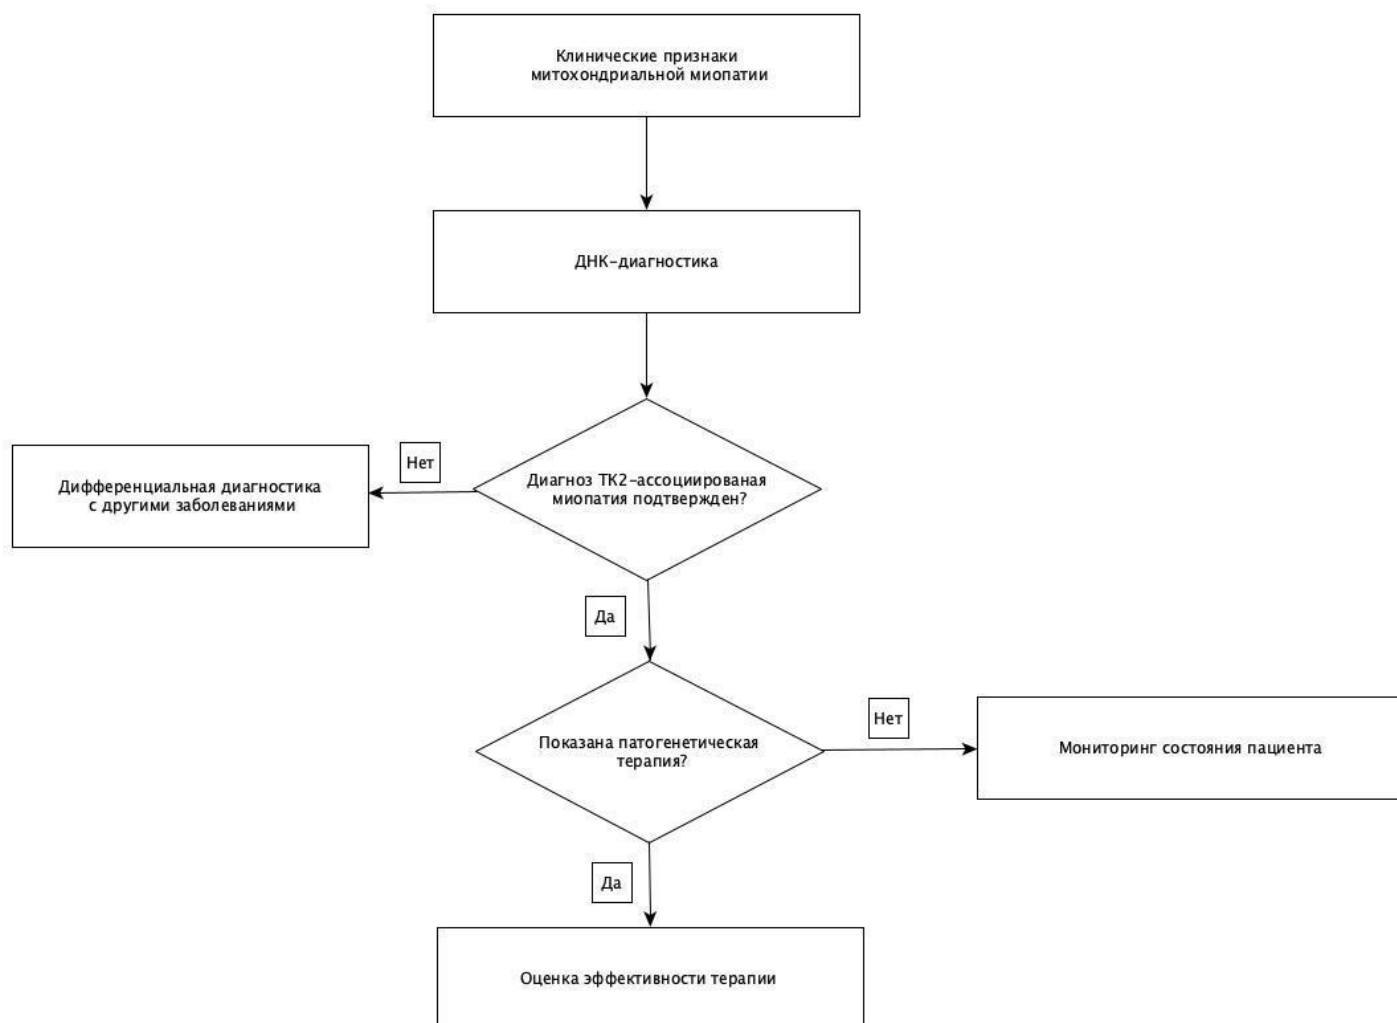 Клинические признаки
митохондриальной миопатии
ДНК-диагностика
Нет
Дифференциальная диагностика
с другими заболеваниями
Диагноз ТК2-ассоциированая
миопатия подтвержден?
Да
Показана патогенетическая
терапия?
Нет
Мониторинг состояния пациента
Да
Оценка эффективности терапии